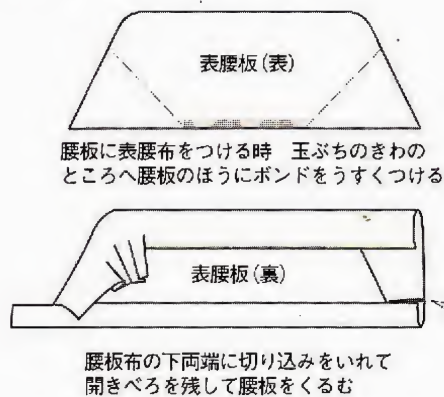 表腰板(表)
腰板に表腰布をつける時 玉ぶちのきわの
ところへ腰板のほうにボンドをうすくつける
表腰板(裏)
腰板布の下両端に切り込みをいれて
開きべろを残して腰板をくるむ